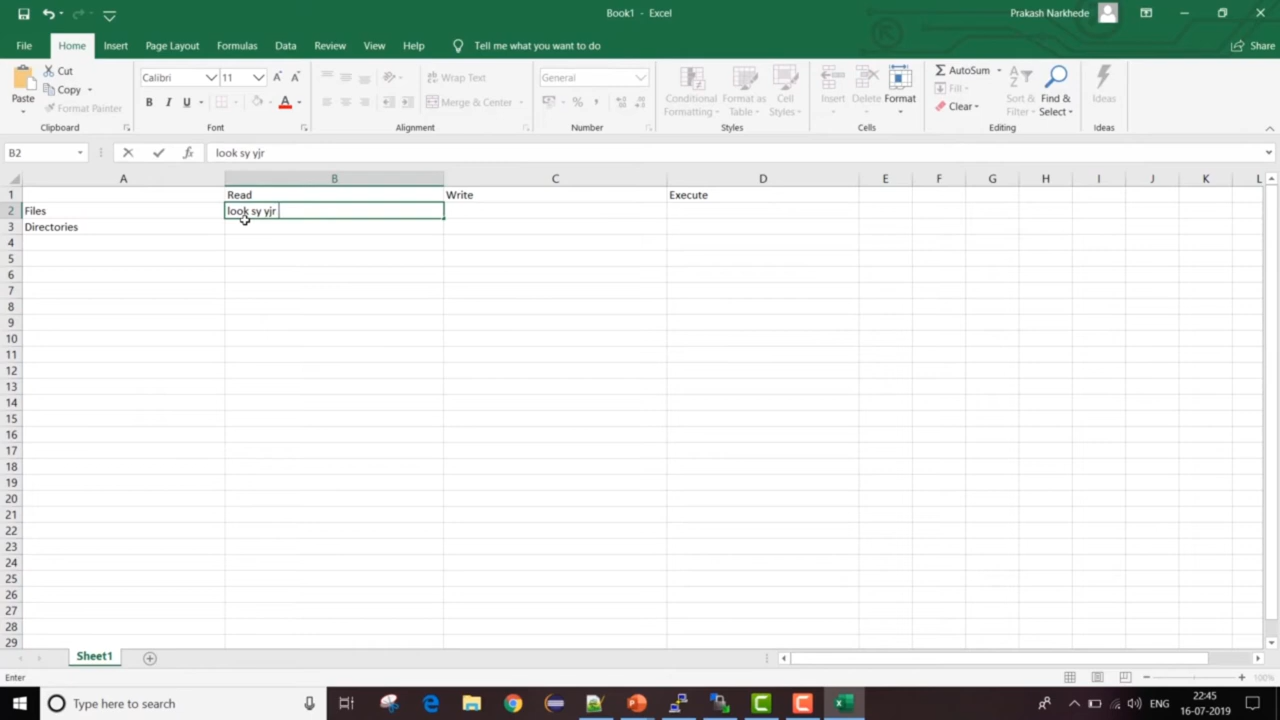 Book1 - Excel
Prakash Narkhede
File Home Insert Page Layout Formulas Data Review View Help Tell me what you want to do Share
Paste
Cut
Copy
Format Painter
Clipboard
Calibri 11
B I U
Font
Wrap Text
Merge & Center
Alignment
General
% ,
Number
Conditional Formatting
Format as Table
Cell Styles
Styles
Insert Delete Format
Cells
AutoSum
Fill
Clear
Sort & Filter
Find & Select
Editing
Ideas
Ideas
B2 fx look sy yjr
A B C D E F G H I J K L
1 Read Write Execute
2 Files look sy yjr
3 Directories
4
5
6
7
8
9
10
11
12
13
14
15
16
17
18
19
20
21
22
23
24
25
26
27
28
29
Sheet1
Enter 100%
Type here to search ENG 22:45
16-07-2019